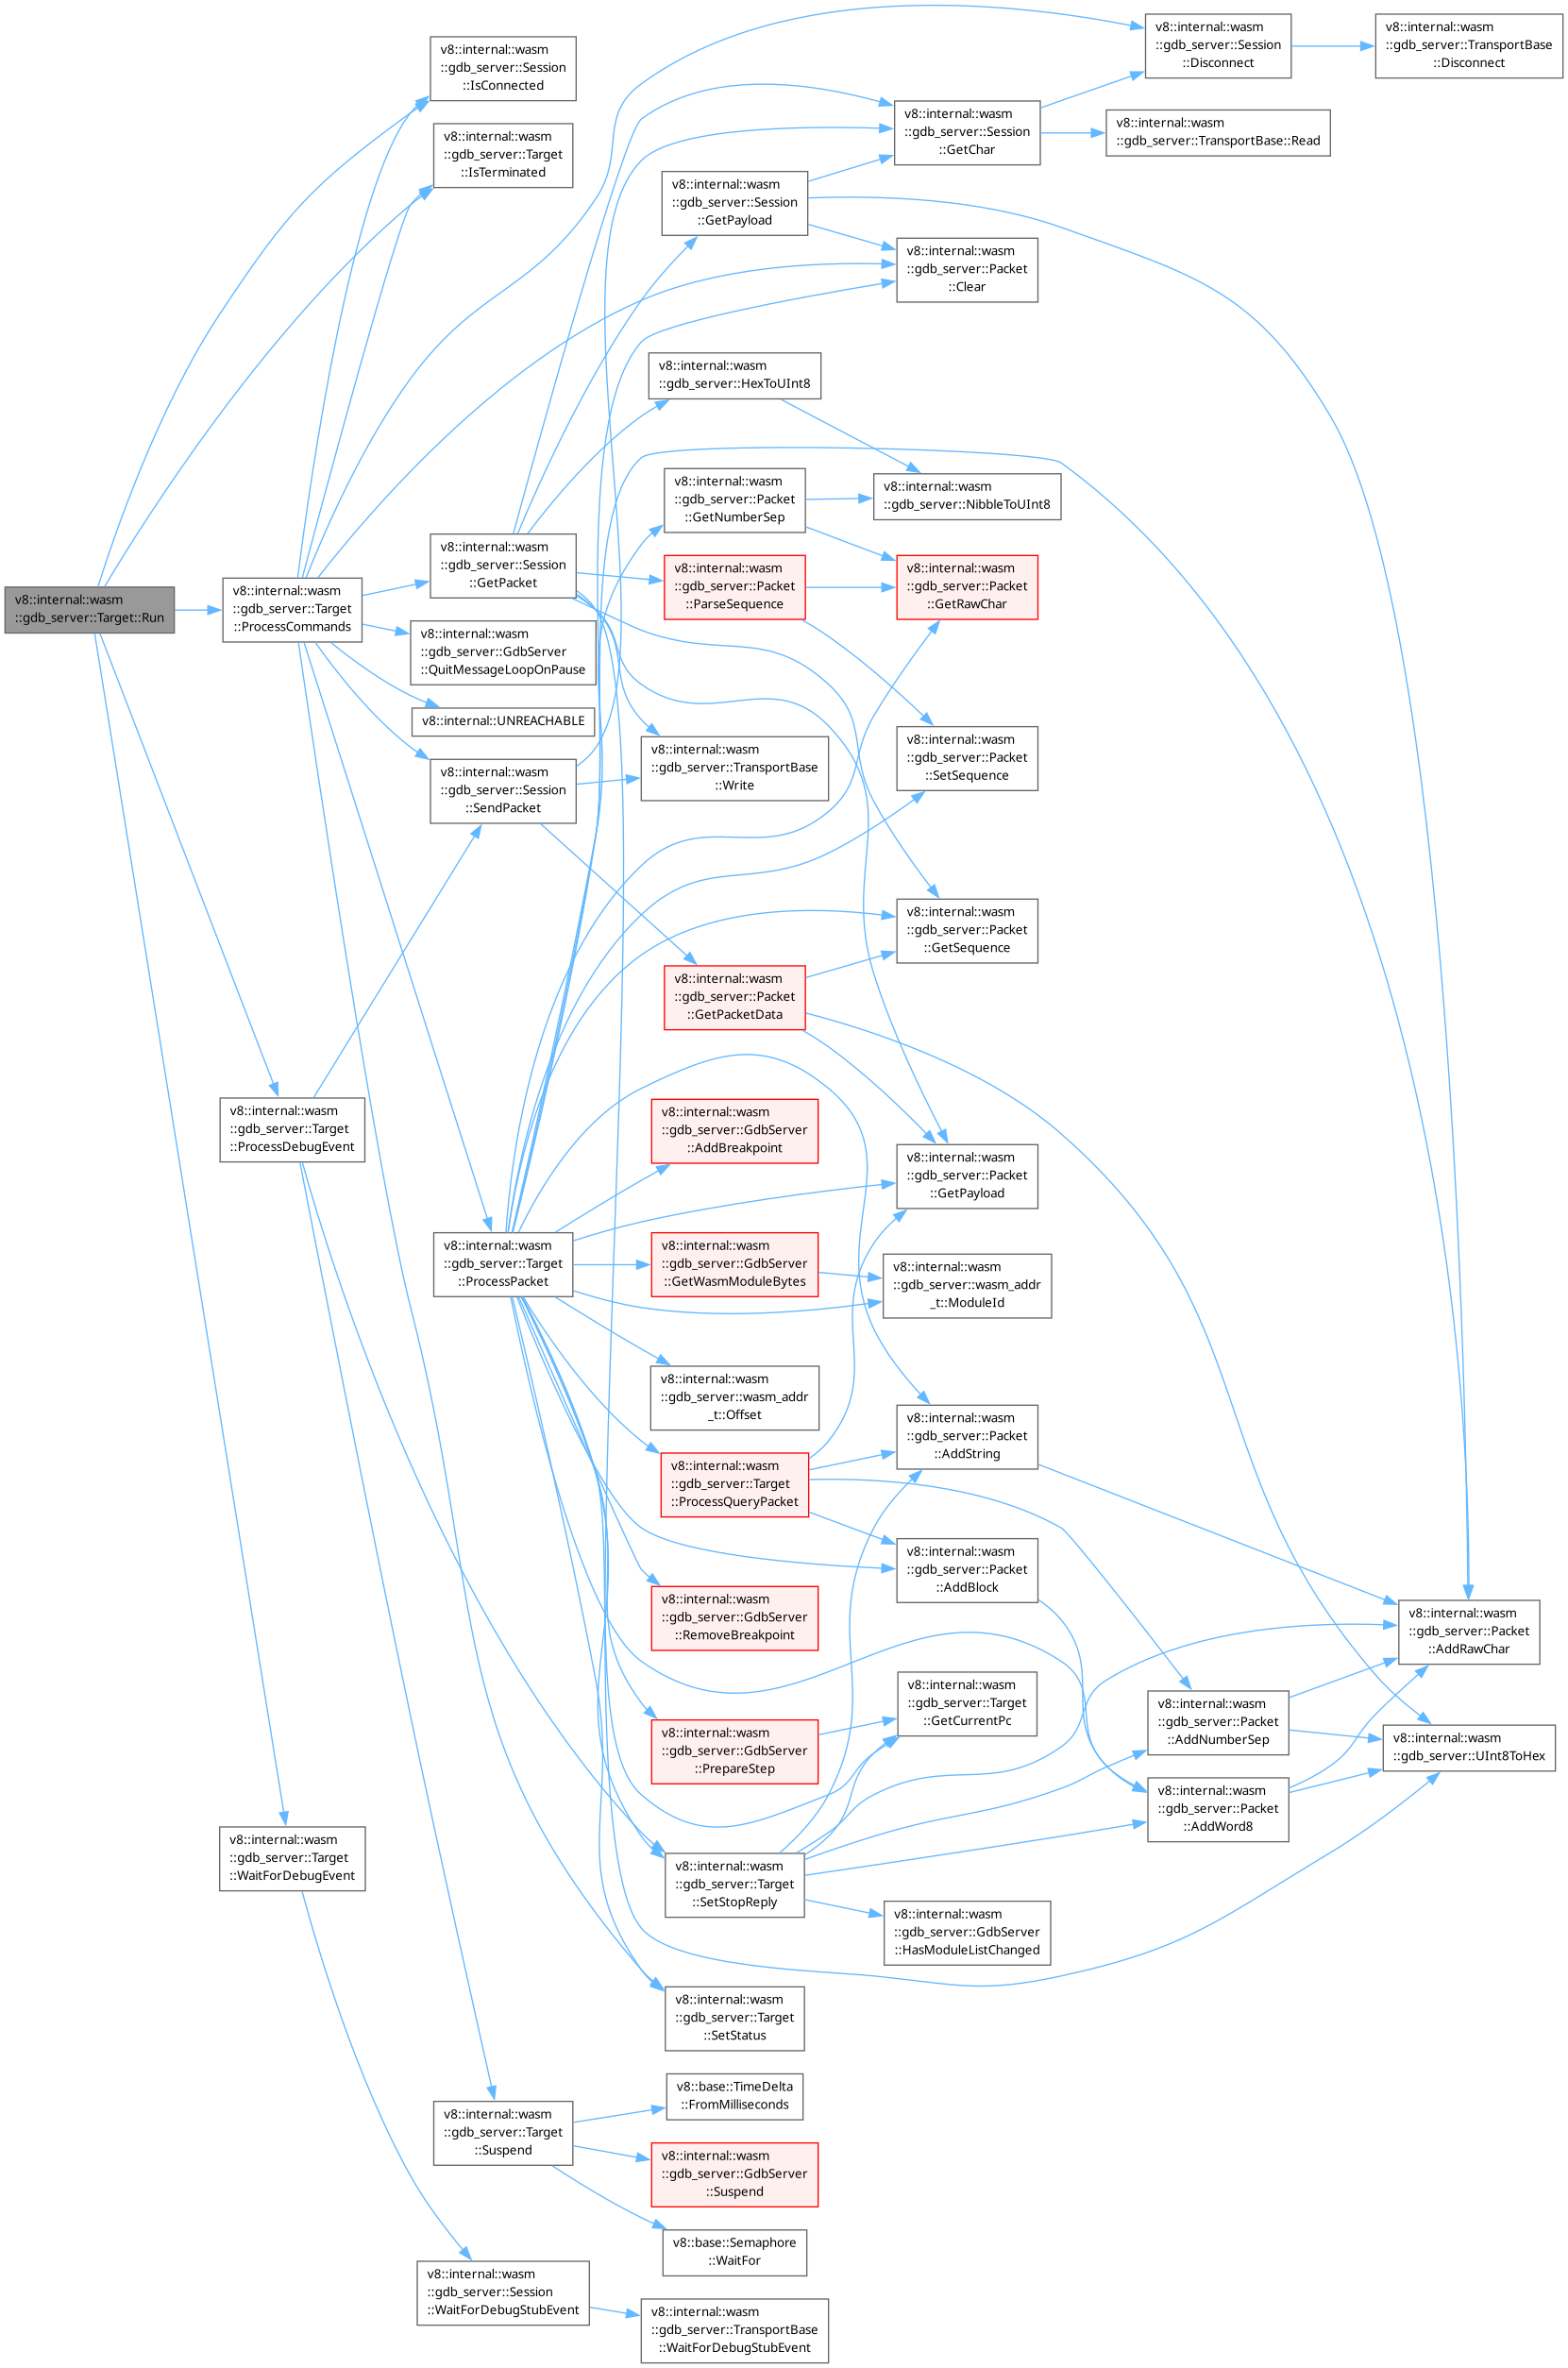 v8::internal::wasm
::gdb_server::Target::Run
v8::internal::wasm
::gdb_server::Session
::IsConnected
v8::internal::wasm
::gdb_server::Target
::IsTerminated
v8::internal::wasm
::gdb_server::Target
::ProcessCommands
v8::internal::wasm
::gdb_server::Session
::GetPacket
v8::internal::wasm
::gdb_server::GdbServer
::QuitMessageLoopOnPause
v8::internal::UNREACHABLE
v8::internal::wasm
::gdb_server::Session
::SendPacket
v8::internal::wasm
::gdb_server::Target
::ProcessDebugEvent
v8::internal::wasm
::gdb_server::Target
::ProcessPacket
v8::internal::wasm
::gdb_server::Target
::WaitForDebugEvent
v8::internal::wasm
::gdb_server::Target
::Suspend
v8::internal::wasm
::gdb_server::Session
::WaitForDebugStubEvent
v8::internal::wasm
::gdb_server::Session
::GetPayload
v8::internal::wasm
::gdb_server::HexToUInt8
v8::internal::wasm
::gdb_server::Packet
::GetNumberSep
v8::internal::wasm
::gdb_server::Packet
::ParseSequence
v8::internal::wasm
::gdb_server::TransportBase
::Write
v8::internal::wasm
::gdb_server::Packet
::GetPacketData
v8::internal::wasm
::gdb_server::GdbServer
::AddBreakpoint
v8::internal::wasm
::gdb_server::GdbServer
::GetWasmModuleBytes
v8::internal::wasm
::gdb_server::wasm_addr
_t::Offset
v8::internal::wasm
::gdb_server::Target
::ProcessQueryPacket
v8::internal::wasm
::gdb_server::GdbServer
::RemoveBreakpoint
v8::internal::wasm
::gdb_server::GdbServer
::PrepareStep
v8::internal::wasm
::gdb_server::Target
::SetStopReply
v8::internal::wasm
::gdb_server::Target
::SetStatus
v8::base::TimeDelta
::FromMilliseconds
v8::internal::wasm
::gdb_server::GdbServer
::Suspend
v8::base::Semaphore
::WaitFor
v8::internal::wasm
::gdb_server::TransportBase
::WaitForDebugStubEvent
v8::internal::wasm
::gdb_server::Session
::GetChar
v8::internal::wasm
::gdb_server::Packet
::Clear
v8::internal::wasm
::gdb_server::NibbleToUInt8
v8::internal::wasm
::gdb_server::Packet
::GetRawChar
v8::internal::wasm
::gdb_server::Packet
::SetSequence
v8::internal::wasm
::gdb_server::Packet
::GetSequence
v8::internal::wasm
::gdb_server::Packet
::GetPayload
v8::internal::wasm
::gdb_server::wasm_addr
_t::ModuleId
v8::internal::wasm
::gdb_server::Packet
::AddString
v8::internal::wasm
::gdb_server::Packet
::AddBlock
v8::internal::wasm
::gdb_server::Target
::GetCurrentPc
v8::internal::wasm
::gdb_server::GdbServer
::HasModuleListChanged
v8::internal::wasm
::gdb_server::Session
::Disconnect
v8::internal::wasm
::gdb_server::TransportBase::Read
v8::internal::wasm
::gdb_server::Packet
::AddNumberSep
v8::internal::wasm
::gdb_server::Packet
::AddWord8
v8::internal::wasm
::gdb_server::TransportBase
::Disconnect
v8::internal::wasm
::gdb_server::Packet
::AddRawChar
v8::internal::wasm
::gdb_server::UInt8ToHex